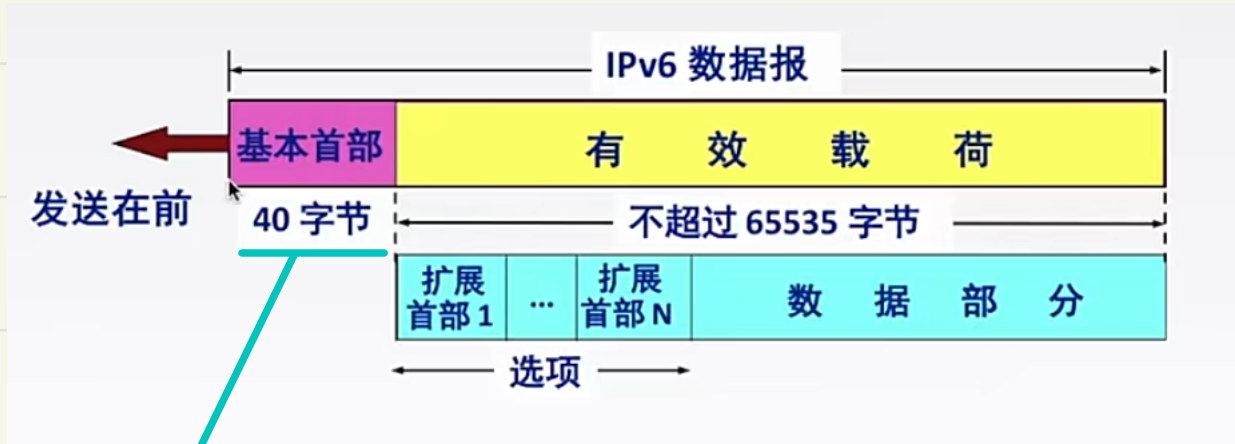 IPv6 数据报
基本首部
有 效 载 荷
发送在前
40 字节
不超过 65535 字节
扩展
首部 1
...
扩展
首部 N
数 据 部 分
选项